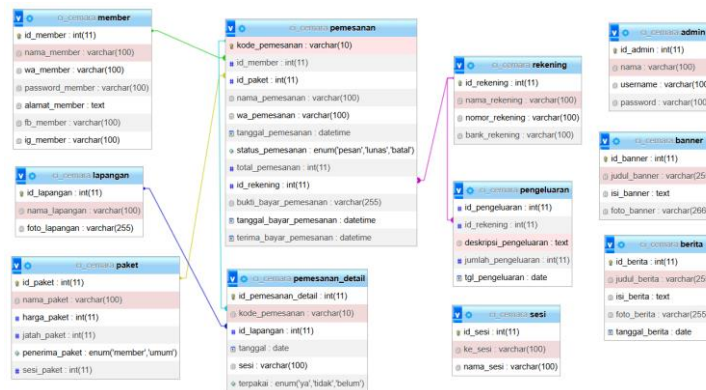 ci_cemara member
id_member : int(11)
nama_member : varchar(100)
wa_member : varchar(100)
password_member : varchar(100)
alamat_member : text
fb_member : varchar(100)
ig_member : varchar(100)
ci_cemara lapangan
id_lapangan : int(11)
nama_lapangan : varchar(100)
foto_lapangan : varchar(255)
ci_cemara paket
id_paket : int(11)
nama_paket : varchar(100)
harga_paket : int(11)
jatah_paket : int(11)
penerima_paket : enum('member','umum')
sesi_paket : int(11)
ci_cemara pemesanan
kode_pemesanan : varchar(10)
id_member : int(11)
id_paket : int(11)
nama_pemesanan : varchar(100)
wa_pemesanan : varchar(100)
tanggal_pemesanan : datetime
status_pemesanan : enum('pesan','lunas','batal')
total_pemesanan : int(11)
id_rekening : int(11)
bukti_bayar_pemesanan : varchar(255)
tanggal_bayar_pemesanan : datetime
terima_bayar_pemesanan : datetime
ci_cemara pemesanan_detail
id_pemesanan_detail : int(11)
kode_pemesanan : varchar(10)
id_lapangan : int(11)
tanggal : date
sesi : varchar(100)
terpakai : enum('ya','tidak','belum')
ci_cemara rekening
id_rekening : int(11)
nama_rekening : varchar(100)
nomor_rekening : varchar(100)
bank_rekening : varchar(100)
ci_cemara pengeluaran
id_pengeluaran : int(11)
id_rekening : int(11)
deskripsi_pengeluaran : text
jumlah_pengeluaran : int(11)
tgl_pengeluaran : date
ci_cemara sesi
id_sesi : int(11)
ke_sesi : varchar(100)
nama_sesi : varchar(100)
ci_cemara admin
id_admin : int(11)
nama : varchar(100)
username : varchar(100
password : varchar(100
ci_cemara banner
id_banner : int(11)
judul_banner : varchar(25
isi_banner : text
foto_banner : varchar(266
ci_cemara berita
id_berita : int(11)
judul_berita : varchar(25
isi_berita : text
foto_berita : varchar(255
tanggal_berita : date